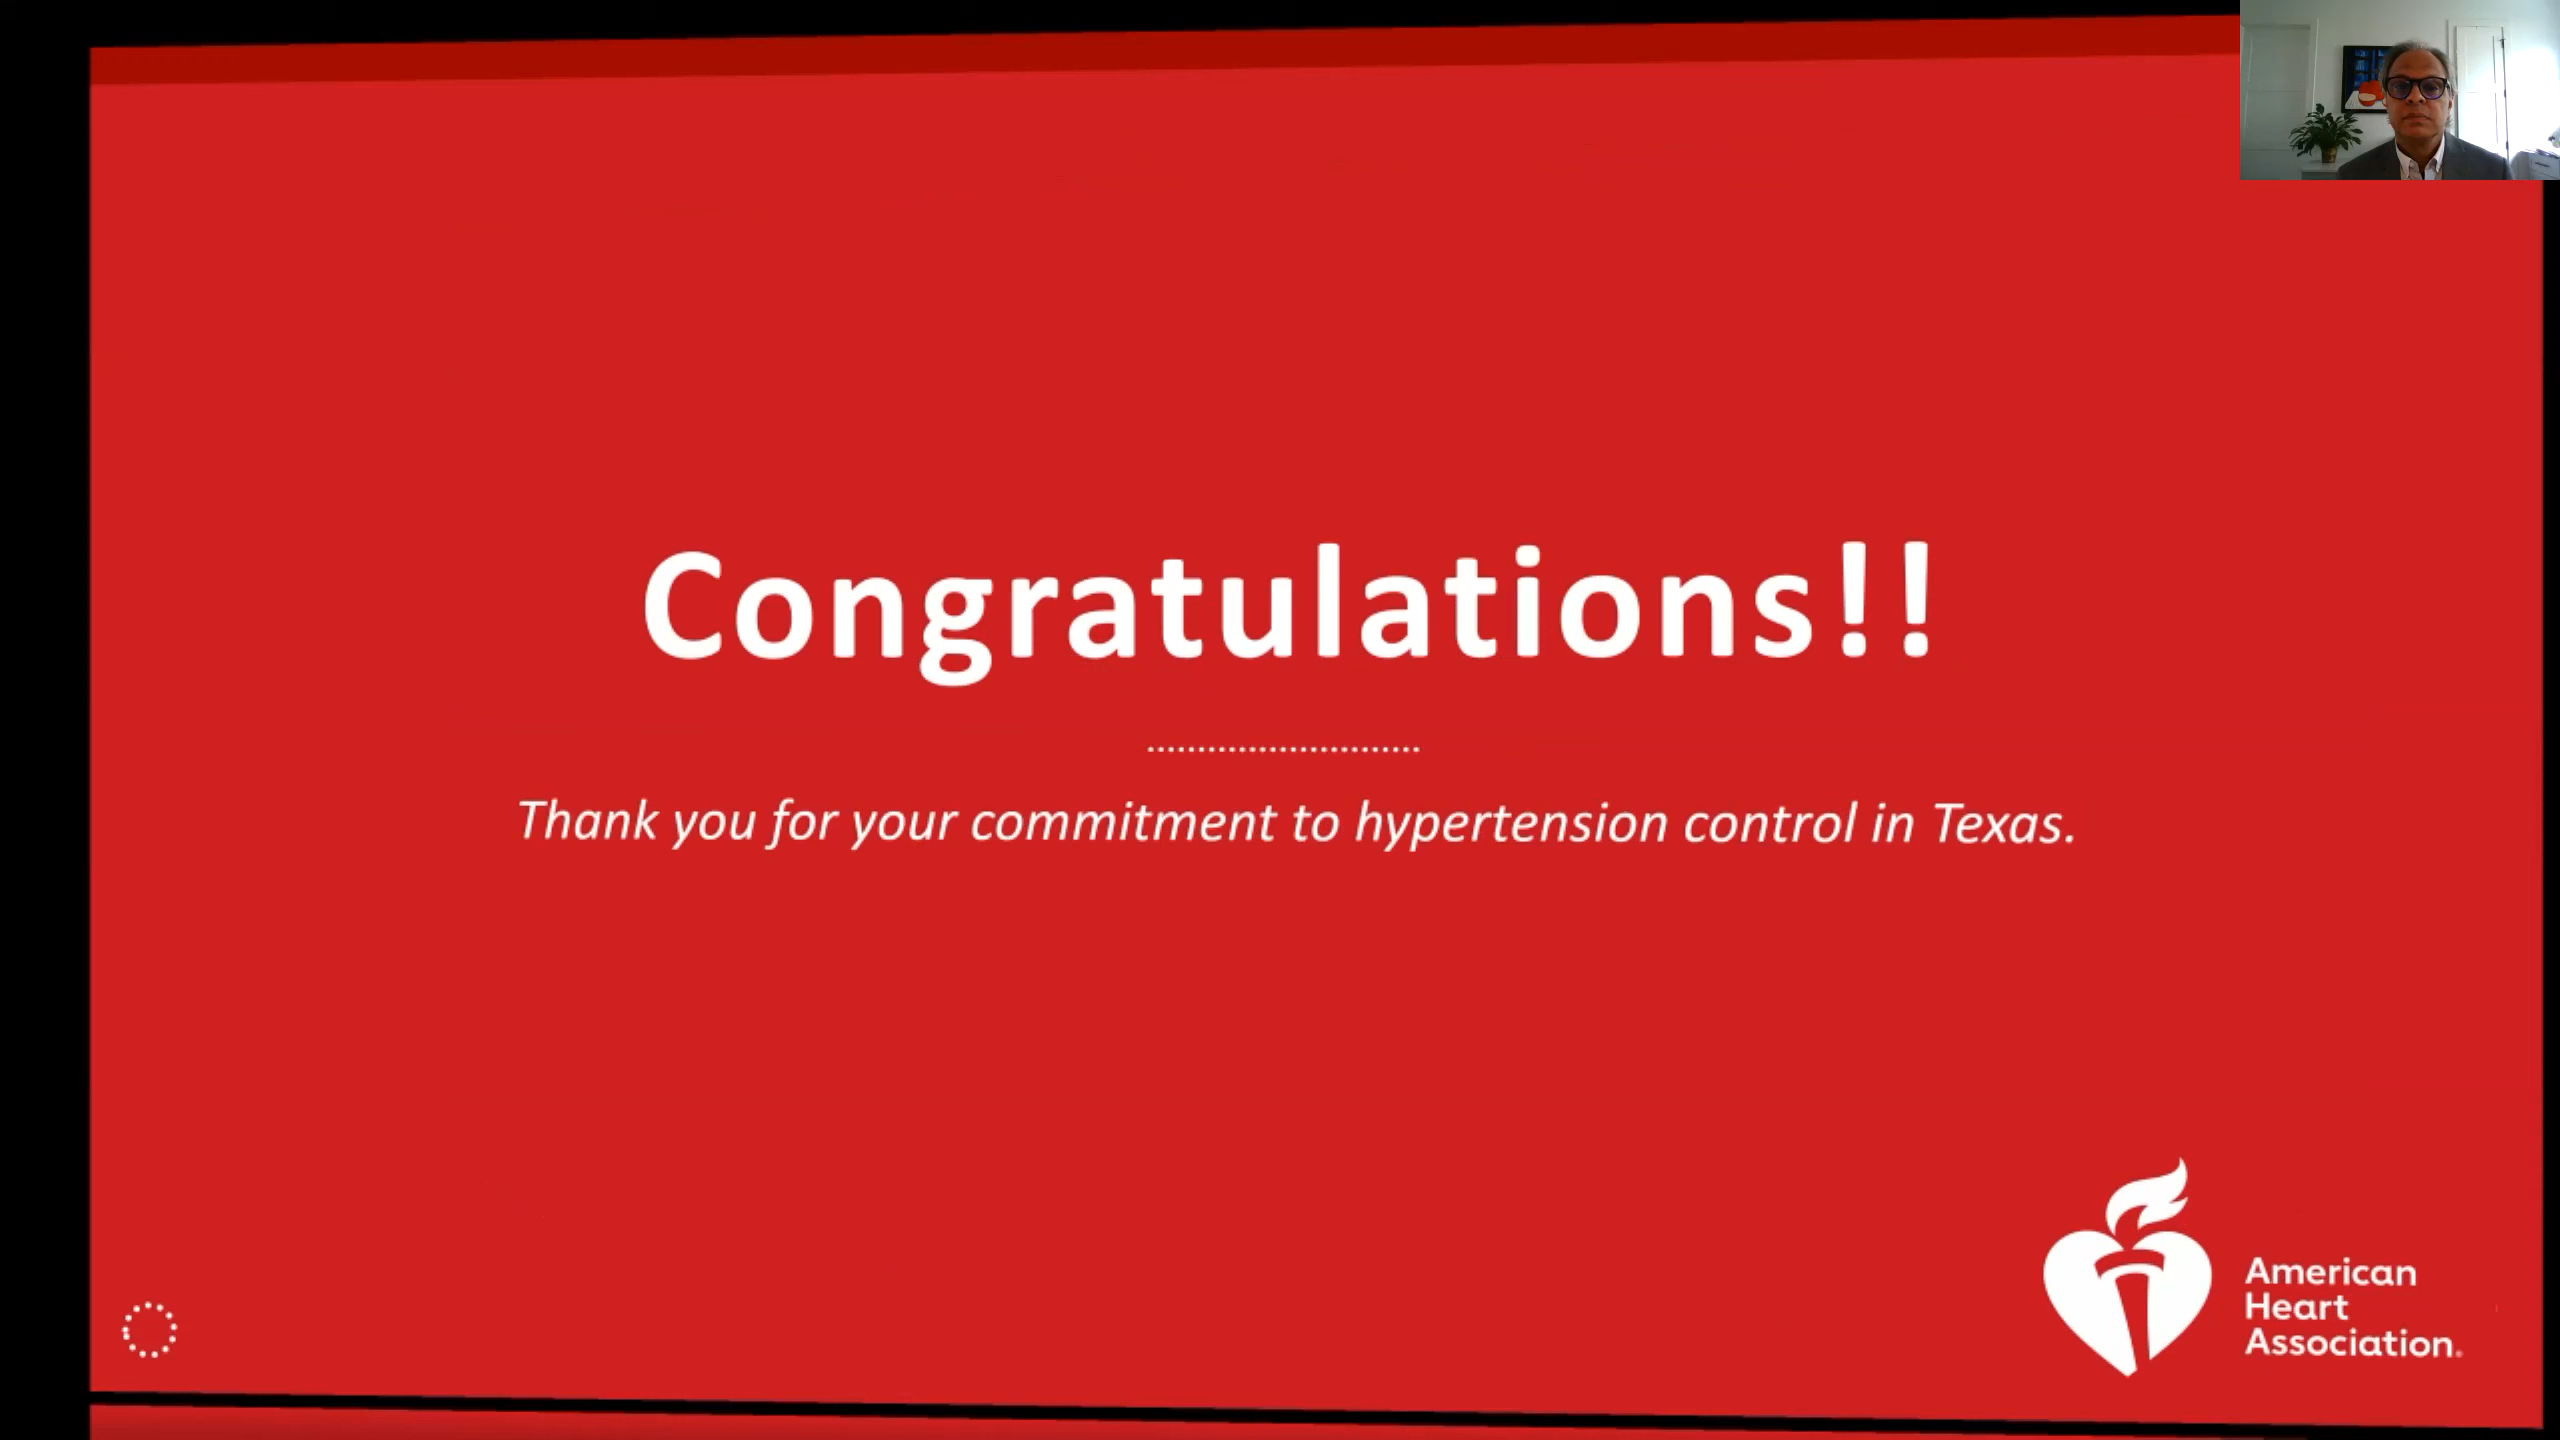 Congratulations!!
Thank you for your commitment to hypertension control in Texas.
American
Heart
Association.